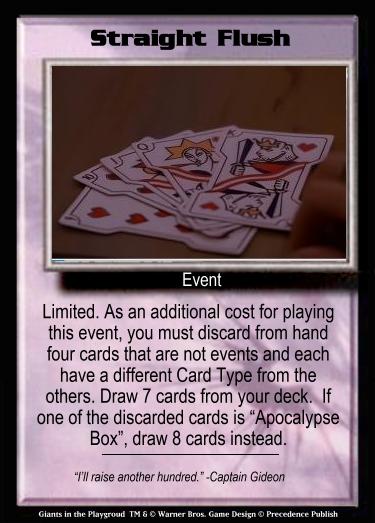 Straight Flush
Event
Limited. As an additional cost for playing
this event, you must discard from hand
four cards that are not events and each
have a different Card Type from the
others. Draw 7 cards from your deck.  If
one of the discarded cards is “Apocalypse
Box”, draw 8 cards instead.
“I’ll raise another hundred.” -Captain Gideon
Giants in the Playgroud  TM & © Warner Bros. Game Design © Precedence Publish